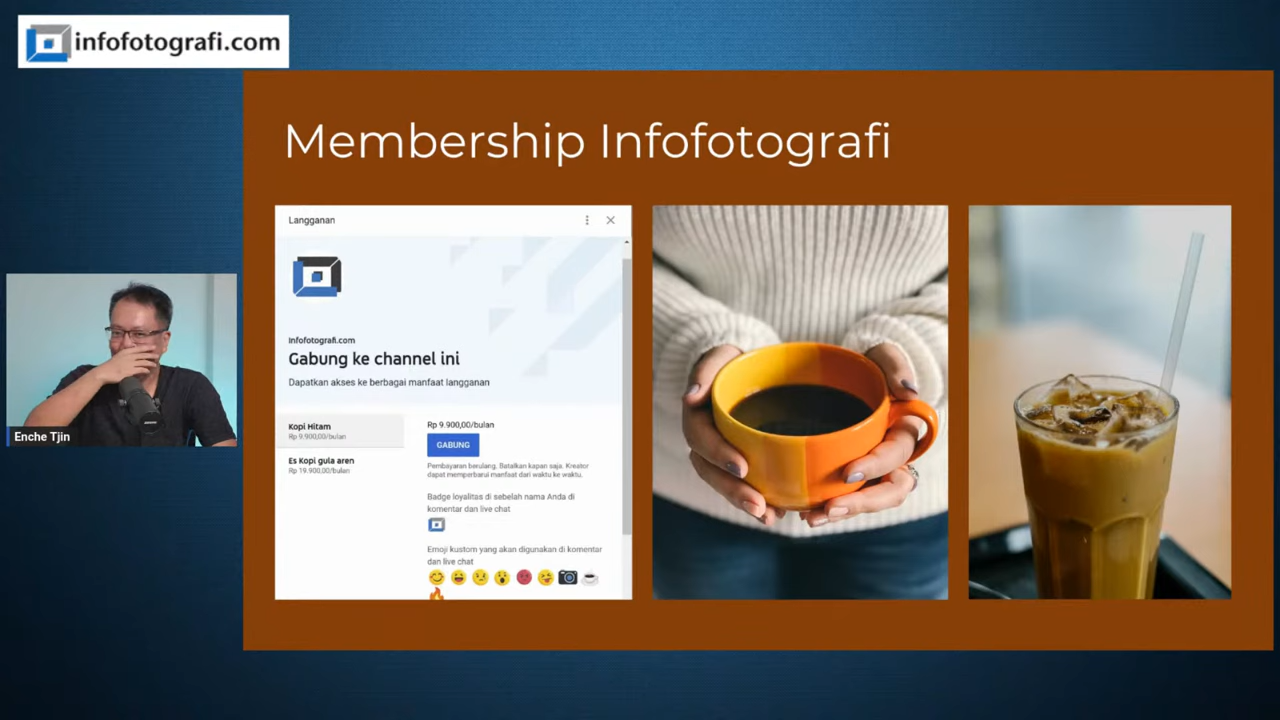 infofotografi.com
Membership Infofotografi
Langganan
Infofotografi.com
Gabung ke channel ini
Dapatkan akses ke berbagai manfaat langganan
Kopi Hitam
Rp 9.900,00/bulan
Es Kopi gula aren
Rp 19.900,00/bulan
Rp 9.900,00/bulan
GABUNG
Pembayaran berulang. Batalkan kapan saja. Kreator
dapat memperbarui manfaat dari waktu ke waktu.
Badge loyalitas di sebelah nama Anda di
komentar dan live chat
Emoji kustom yang akan digunakan di komentar
dan live chat
Enche Tjin